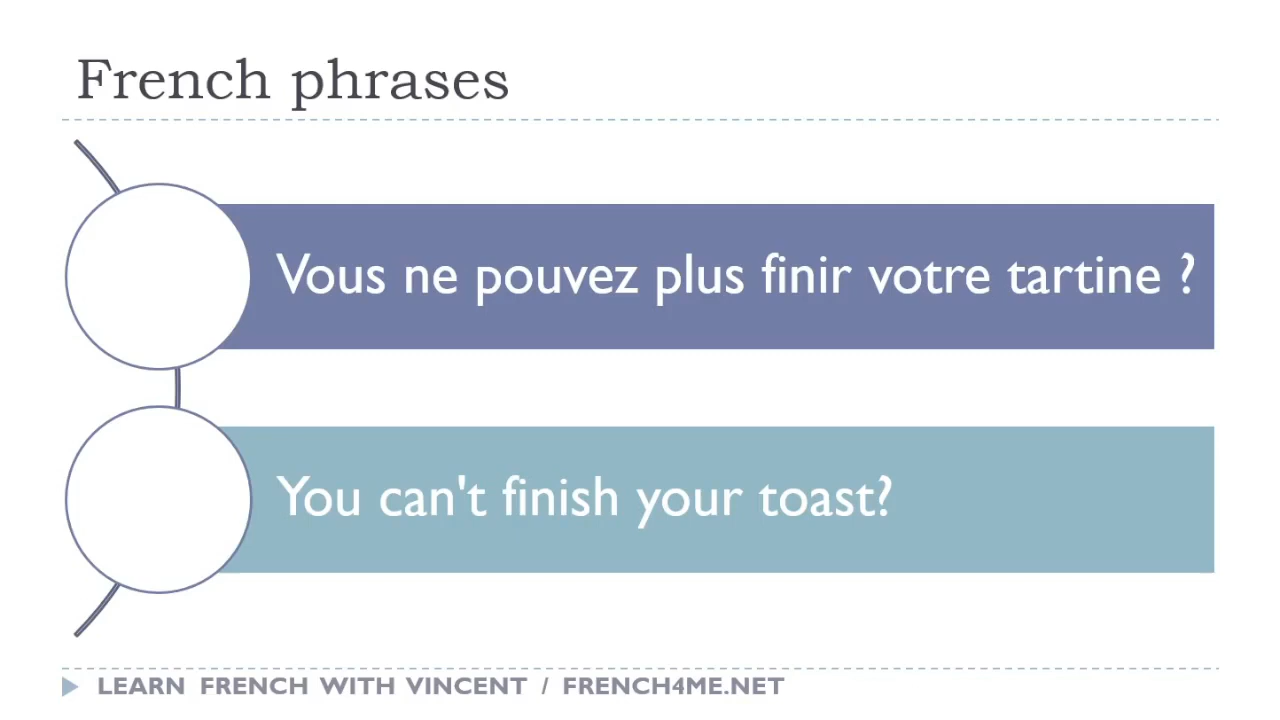 French phrases
Vous ne pouvez plus finir votre tartine ?
You can't finish your toast?
LEARN FRENCH WITH VINCENT / FRENCH4ME.NET